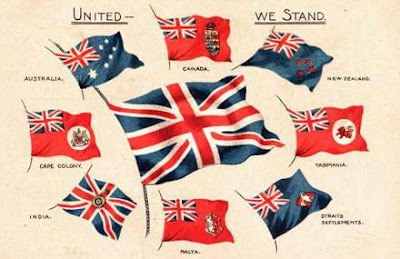 UNITED — WE STAND.
CANADA.
AUSTRALIA.
NEW ZEALAND.
CAPE COLONY.
TASMANIA.
INDIA.
STRAITS
SETTLEMENTS.
MALTA.